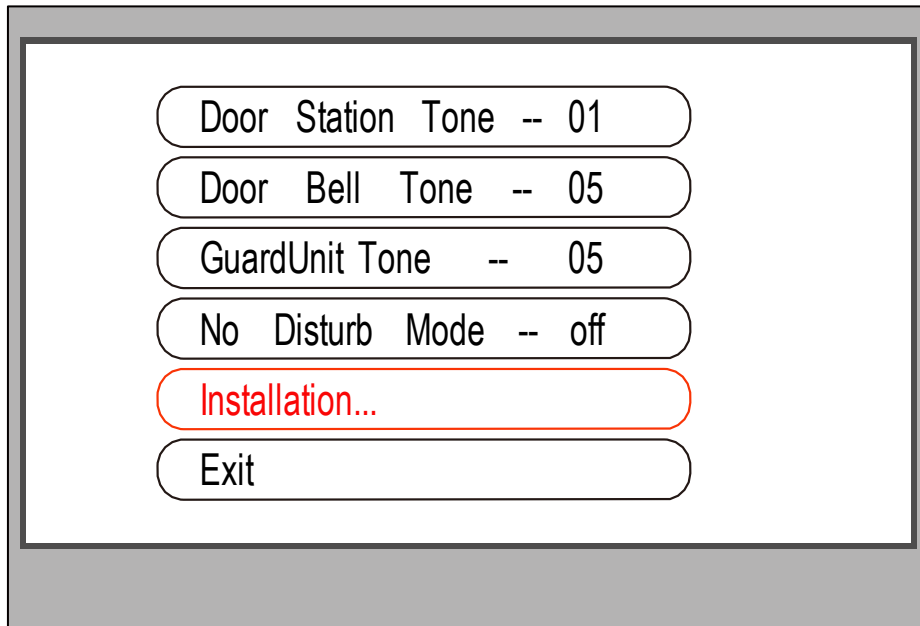 Door Station Tone -- 01
Door Bell Tone -- 05
GuardUnit Tone -- 05
No Disturb Mode -- off
Installation...
Exit